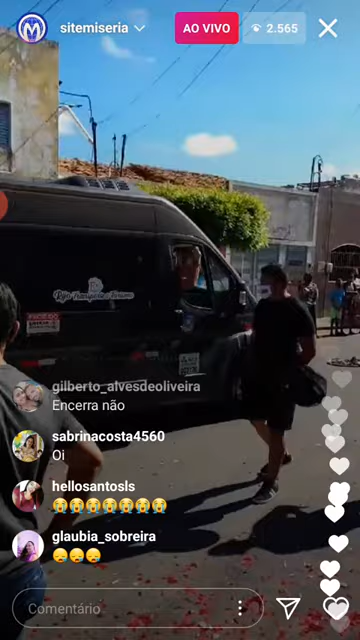 sitemiseria
AO VIVO
2.565
gilberto_alvesdeoliveira
Encerra não
sabrinacosta4560
Oi
hellosantosls
glaubia_sobreira
Comentário